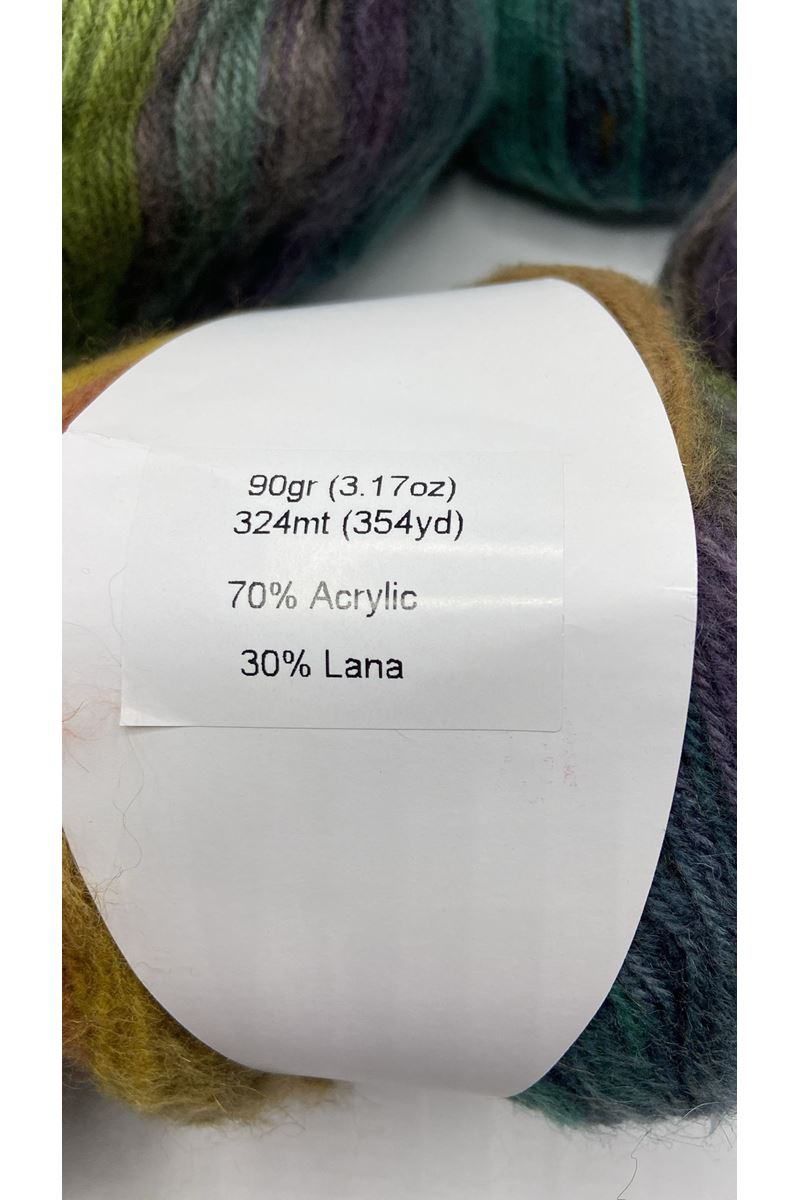 90gr (3.17oz)
324mt (354yd)
70% Acrylic
30% Lana